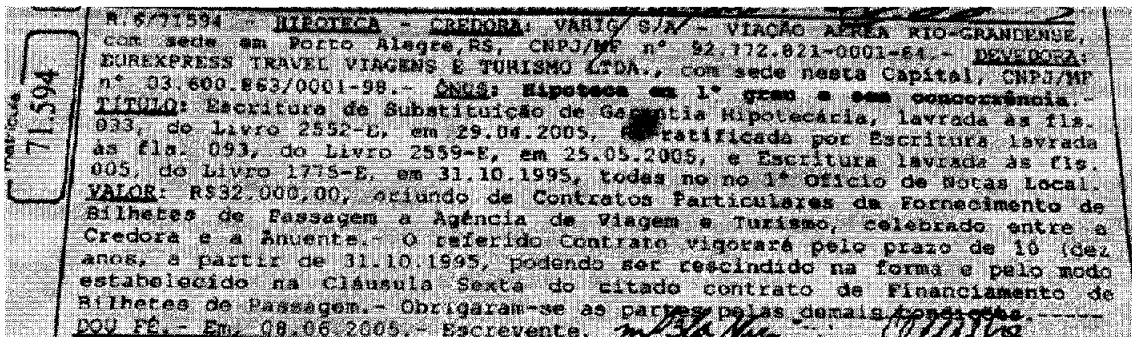 R.6/71594 - HIPOTECA - CREDORA: VARIG S/A - VIAÇÃO AÉREA RIO-GRANDENSE,
com sede em Porto Alegre,RS, CNPJ/MF nº 92.772.821-0001-64 - DEVEDORA:
EUREXPRESS TRAVEL VIAGENS E TURISMO LTDA., com sede nesta Capital, CNPJ/MF
nº 03.600.863/0001-98.- ÔNUS: Hipoteca em 1º grau e sem concorrência.-
TÍTULO: Escritura de Substituição de Garantia Hipotecária, lavrada às fls.
033, do Livro 2552-E, em 29.04.2005, ratificada por Escritura lavrada
às fls. 093, do Livro 2559-E, em 25.05.2005, e Escritura lavrada às fls.
005, do Livro 1775-E, em 31.10.1995, todas no no 1º Ofício de Notas Local.
VALOR: R$32.000,00, oriundo de Contratos Particulares de Fornecimento de
Bilhetes de Passagem a Agência de Viagem e Turismo, celebrado entre a
Credora e a Anuente.- O referido Contrato vigorará pelo prazo de 10 (dez
anos, a partir de 31.10.1995, podendo ser rescindido na forma e pelo modo
estabelecido na Cláusula Sexta do citado contrato de Financiamento de
Bilhetes de Passagem.- Obrigaram-se as partes pelas demais condições.-----
DOU FÉ.- Em, 08.06.2005.- Escrevente,
matrícula
71.594